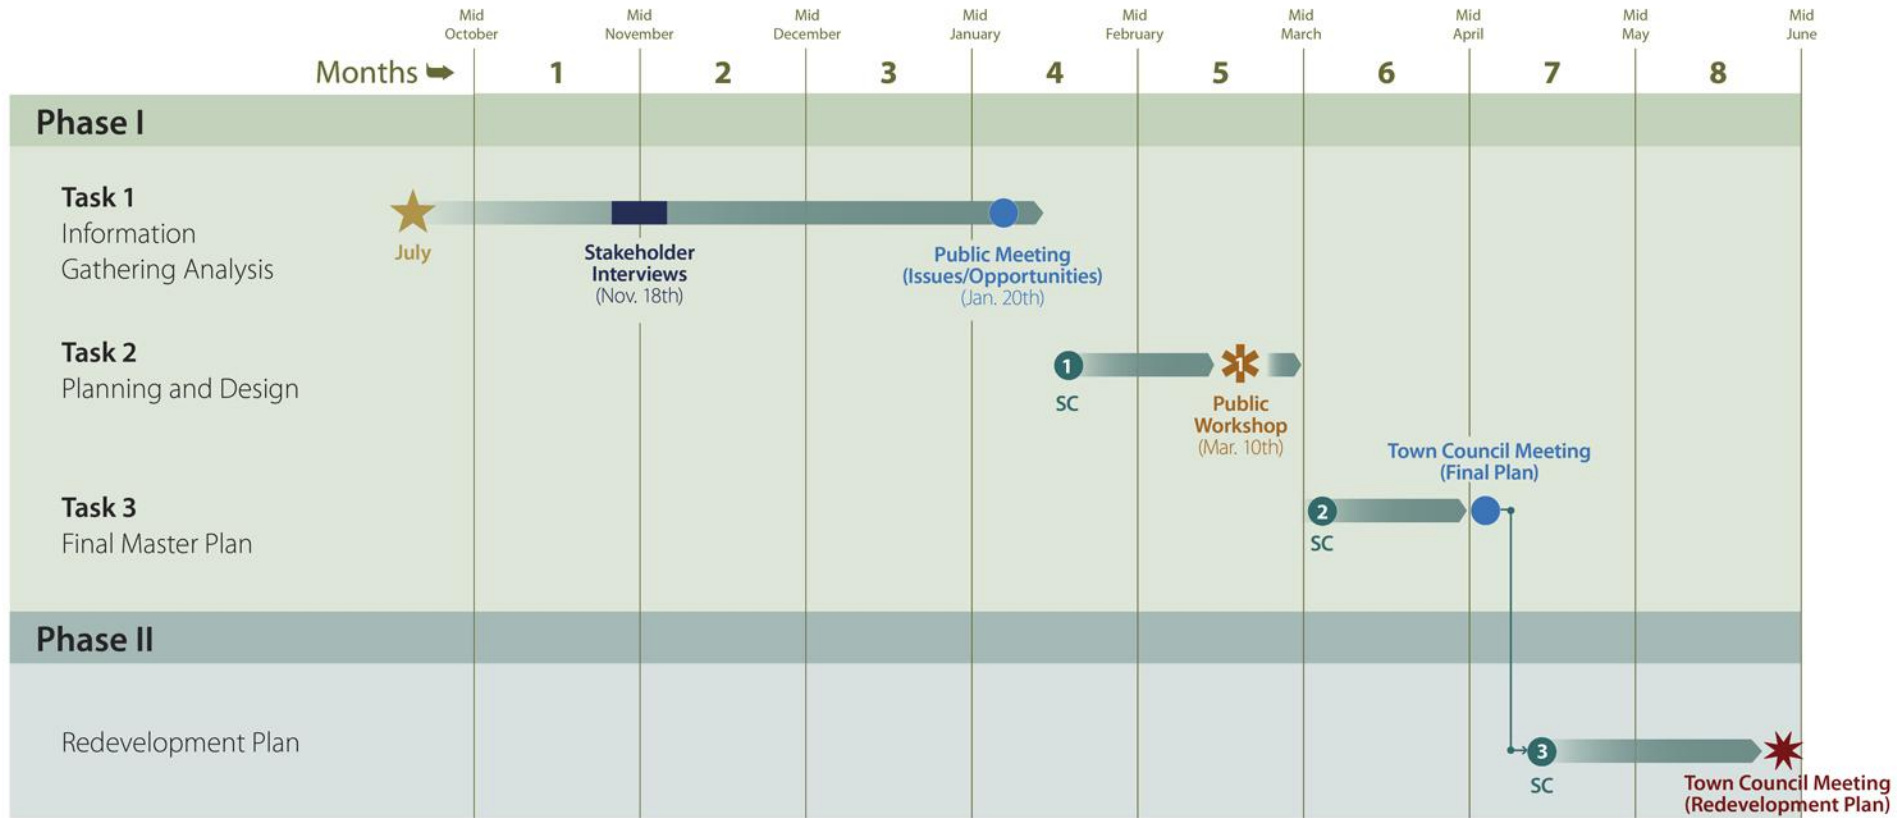 Mid
October
Mid
November
Mid
December
Mid
January
Mid
February
Mid
March
Mid
April
Mid
May
Mid
June
Months
1
2
3
4
5
6
7
8
Phase I
Task 1
Information
Gathering Analysis
July
Stakeholder
Interviews
(Nov. 18th)
Public Meeting
(Issues/Opportunities)
(Jan. 20th)
Task 2
Planning and Design
1
SC
1
Public
Workshop
(Mar. 10th)
Task 3
Final Master Plan
2
SC
Town Council Meeting
(Final Plan)
Phase II
Redevelopment Plan
3
SC
Town Council Meeting
(Redevelopment Plan)